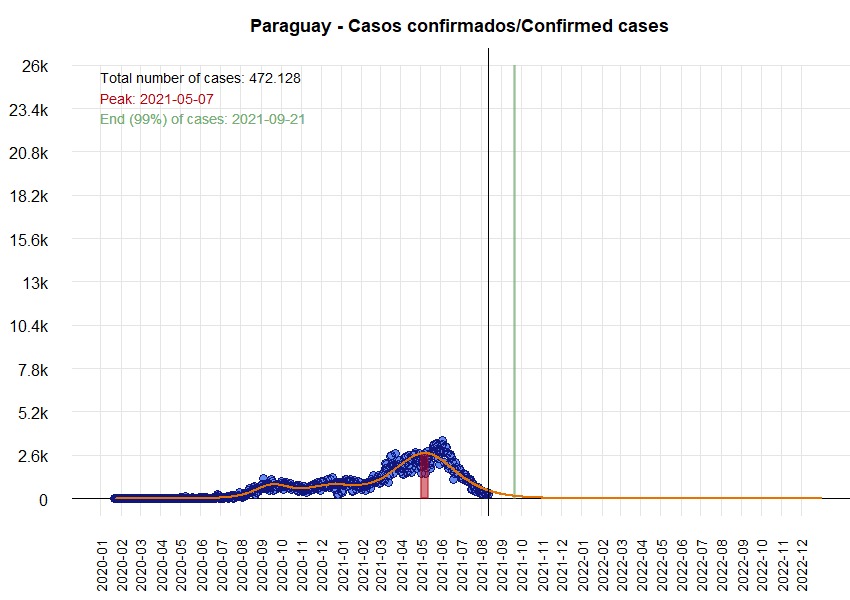 Paraguay - Casos confirmados/Confirmed cases
Total number of cases: 472.128
Peak: 2021-05-07
End (99%) of cases: 2021-09-21
26k
23.4k
20.8k
18.2k
15.6k
13k
10.4k
7.8k
5.2k
2.6k
0
2020-01
2020-02
2020-03
2020-04
2020-05
2020-06
2020-07
2020-08
2020-09
2020-10
2020-11
2020-12
2021-01
2021-02
2021-03
2021-04
2021-05
2021-06
2021-07
2021-08
2021-09
2021-10
2021-11
2021-12
2022-01
2022-02
2022-03
2022-04
2022-05
2022-06
2022-07
2022-08
2022-09
2022-10
2022-11
2022-12